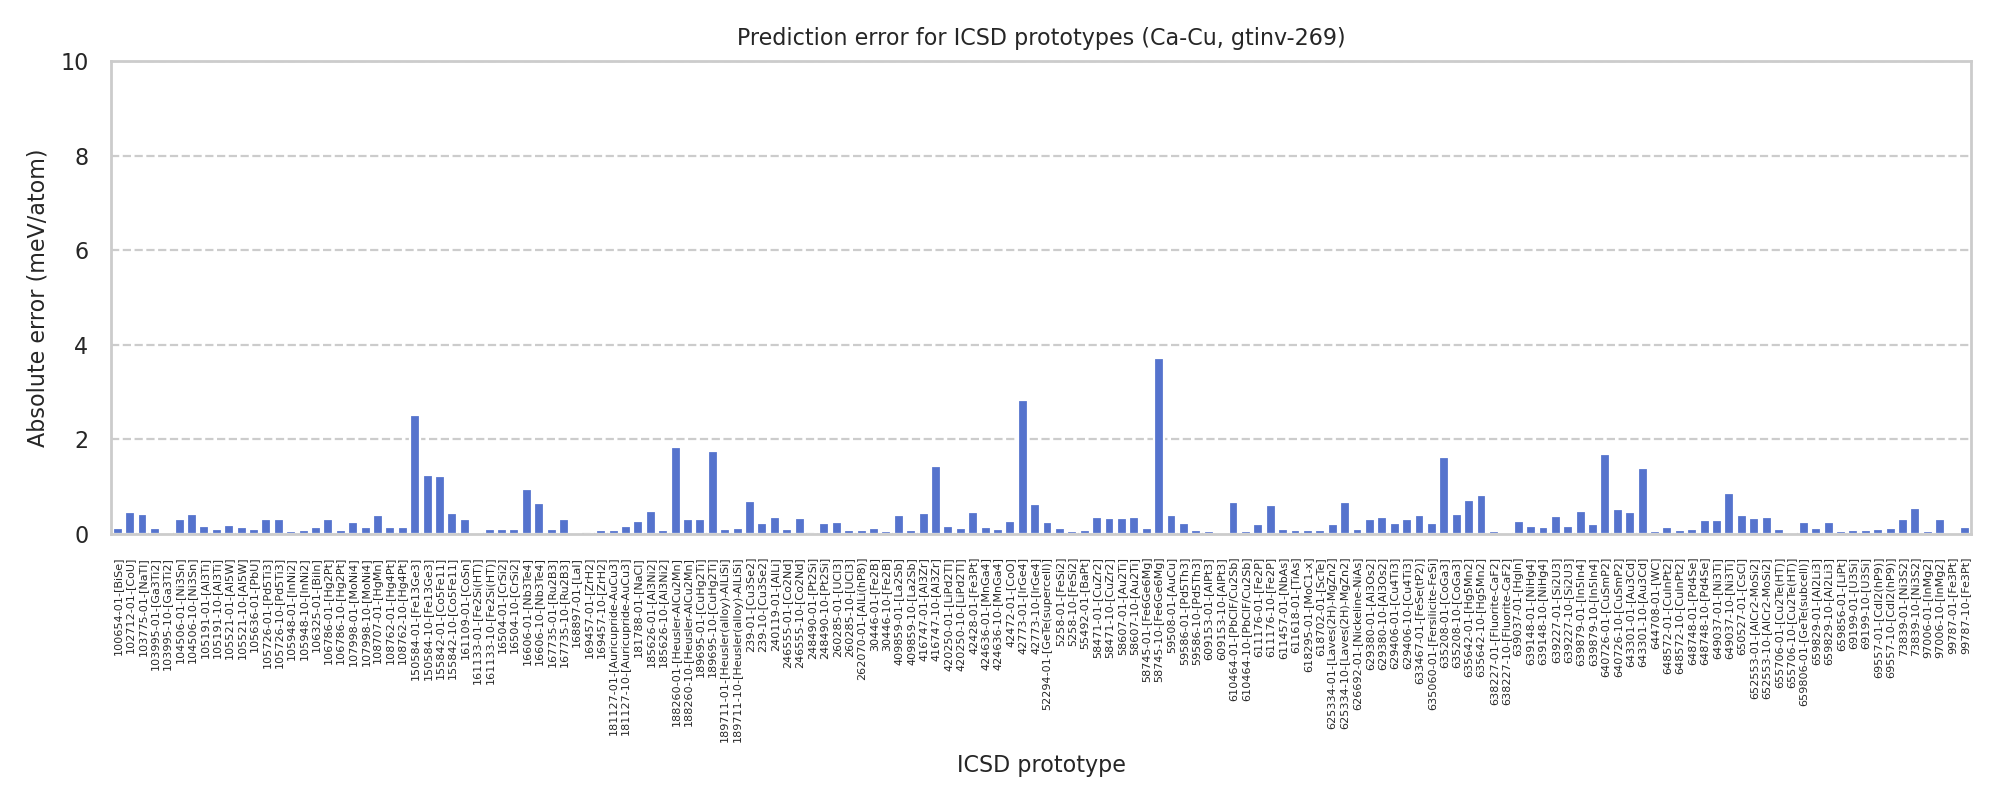 Prediction error for ICSD prototypes (Ca-Cu, gtinv-269)
Absolute error (meV/atom)
10
8
6
4
2
0
100654-01-[BiSe]
102712-01-[CoU]
103775-01-[NaTl]
103995-01-[Ga3Ti2]
103995-10-[Ga3Ti2]
104506-01-[Ni3Sn]
104506-10-[Ni3Sn]
105191-01-[Al3Ti]
105191-10-[Al3Ti]
105521-01-[Al5W]
105521-10-[Al5W]
105636-01-[PbU]
105726-01-[Pd5Ti3]
105726-10-[Pd5Ti3]
105948-01-[InNi2]
105948-10-[InNi2]
106325-01-[BiIn]
106786-01-[Hg2Pt]
106786-10-[Hg2Pt]
107998-01-[MoNi4]
107998-10-[MoNi4]
108707-01-[HgMn]
108762-01-[Hg4Pt]
108762-10-[Hg4Pt]
150584-01-[Fe13Ge3]
150584-10-[Fe13Ge3]
155842-01-[Co5Fe11]
155842-10-[Co5Fe11]
161109-01-[CoSn]
161133-01-[Fe2Si(HT)]
161133-10-[Fe2Si(HT)]
16504-01-[CrSi2]
16504-10-[CrSi2]
16606-01-[Nb3Te4]
16606-10-[Nb3Te4]
167735-01-[Ru2B3]
167735-10-[Ru2B3]
168897-01-[LaI]
169457-01-[ZrH2]
169457-10-[ZrH2]
181127-01-[Auricupride-AuCu3]
181127-10-[Auricupride-AuCu3]
181788-01-[NaCl]
185626-01-[Al3Ni2]
185626-10-[Al3Ni2]
188260-01-[Heusler-AlCu2Mn]
188260-10-[Heusler-AlCu2Mn]
189695-01-[CuHg2Ti]
189695-10-[CuHg2Ti]
189711-01-[Heusler(alloy)-AlLiSi]
189711-10-[Heusler(alloy)-AlLiSi]
239-01-[Cu3Se2]
239-10-[Cu3Se2]
240119-01-[AlLi]
246555-01-[Co2Nd]
246555-10-[Co2Nd]
248490-01-[Pt2Si]
248490-10-[Pt2Si]
260285-01-[UCl3]
260285-10-[UCl3]
262070-01-[AlLi(hP8)]
30446-01-[Fe2B]
30446-10-[Fe2B]
409859-01-[La2Sb]
409859-10-[La2Sb]
416747-01-[Al3Zr]
416747-10-[Al3Zr]
420250-01-[LiPd2Tl]
420250-10-[LiPd2Tl]
42428-01-[Fe3Pt]
424636-01-[MnGa4]
424636-10-[MnGa4]
42472-01-[CoO]
42773-01-[IrGe4]
42773-10-[IrGe4]
52294-01-[GeTe(supercell)]
5258-01-[FeSi2]
5258-10-[FeSi2]
55492-01-[BaPt]
58471-01-[CuZr2]
58471-10-[CuZr2]
58607-01-[Au2Ti]
58607-10-[Au2Ti]
58745-01-[Fe6Ge6Mg]
58745-10-[Fe6Ge6Mg]
59508-01-[AuCu]
59586-01-[Pd5Th3]
59586-10-[Pd5Th3]
609153-01-[AlPt3]
609153-10-[AlPt3]
610464-01-[PbClF/Cu2Sb]
610464-10-[PbClF/Cu2Sb]
611176-01-[Fe2P]
611176-10-[Fe2P]
611457-01-[NbAs]
611618-01-[TiAs]
618295-01-[MoC1-x]
618702-01-[ScTe]
625334-01-[Laves(2H)-MgZn2]
625334-10-[Laves(2H)-MgZn2]
626692-01-[Nickeline-NiAs]
629380-01-[Al3Os2]
629380-10-[Al3Os2]
629406-01-[Cu4Ti3]
629406-10-[Cu4Ti3]
633467-01-[FeSe(tP2)]
635060-01-[Fersilicite-FeSi]
635208-01-[CoGa3]
635208-10-[CoGa3]
635642-01-[Hg5Mn2]
635642-10-[Hg5Mn2]
638227-01-[Fluorite-CaF2]
638227-10-[Fluorite-CaF2]
639037-01-[HgIn]
639148-01-[NiHg4]
639148-10-[NiHg4]
639227-01-[Si2U3]
639227-10-[Si2U3]
639879-01-[In5In4]
639879-10-[In5In4]
640726-01-[CuSmP2]
640726-10-[CuSmP2]
643301-01-[Au3Cd]
643301-10-[Au3Cd]
644708-01-[WC]
648572-01-[CuInPt2]
648572-10-[CuInPt2]
648748-01-[Pd4Se]
648748-10-[Pd4Se]
649037-01-[Ni3Ti]
649037-10-[Ni3Ti]
650527-01-[CsCl]
652553-01-[AlCr2-MoSi2]
652553-10-[AlCr2-MoSi2]
655706-01-[Cu2Te(HT)]
655706-10-[Cu2Te(HT)]
659806-01-[GeTe(subcell)]
659829-01-[Al2Li3]
659829-10-[Al2Li3]
659856-01-[LiPt]
69199-01-[U3Si]
69199-10-[U3Si]
69557-01-[CdI2(hP9)]
69557-10-[CdI2(hP9)]
73839-01-[Ni3S2]
73839-10-[Ni3S2]
97006-01-[InMg2]
97006-10-[InMg2]
99787-01-[Fe3Pt]
99787-10-[Fe3Pt]
ICSD prototype